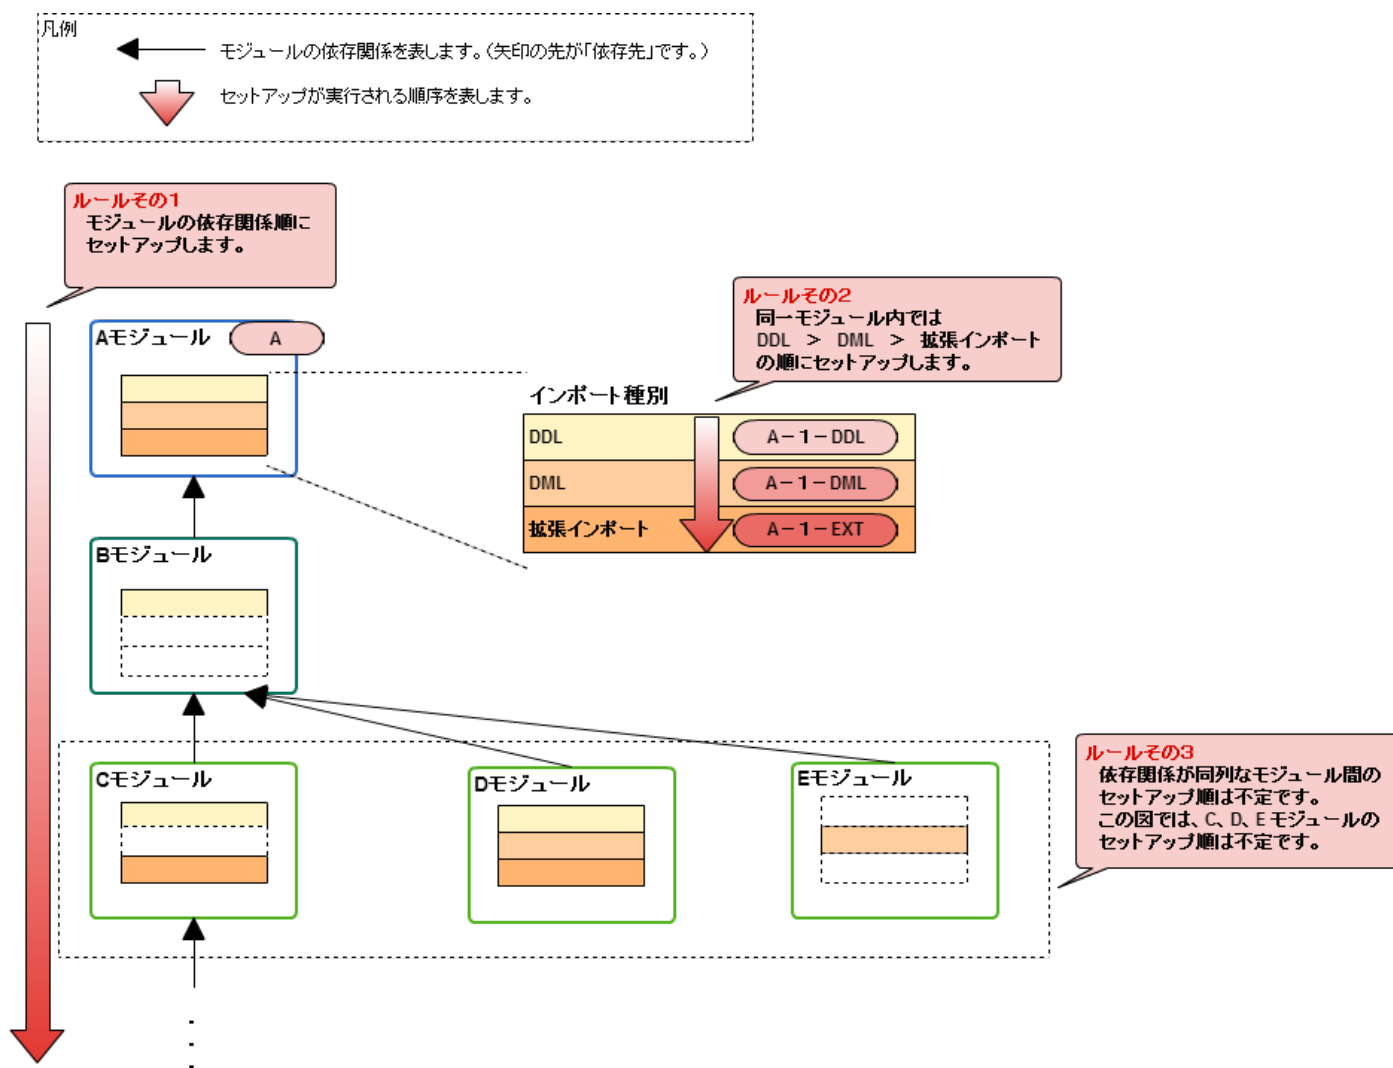 凡例
モジュールの依存関係を表します。(矢印の先が「依存先」です。)
セットアップが実行される順序を表します。
ルールその1
モジュールの依存関係順に
セットアップします。
ルールその2
同一モジュール内では
DDL > DML > 拡張インポート
の順にセットアップします。
Aモジュール
A
インポート種別
DDL
A-1-DDL
DML
A-1-DML
拡張インポート
A-1-EXT
Bモジュール
Cモジュール
Dモジュール
Eモジュール
ルールその3
依存関係が同列なモジュール間の
セットアップ順は不定です。
この図では、C、D、Eモジュールの
セットアップ順は不定です。